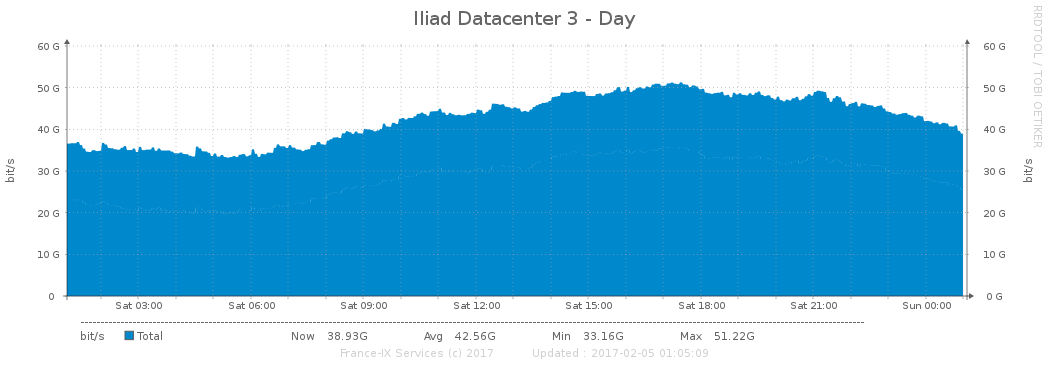 Iliad Datacenter 3 - Day
RRDTOOL / TOBI OETIKER
bit/s
60 G
50 G
40 G
30 G
20 G
10 G
0
60 G
50 G
40 G
30 G
20 G
10 G
0 G
bit/s
Sat 03:00 Sat 06:00 Sat 09:00 Sat 12:00 Sat 15:00 Sat 18:00 Sat 21:00 Sun 00:00
bit/s Total Now 38.93G Avg 42.56G Min 33.16G Max 51.22G
France-IX Services (c) 2017 Updated : 2017-02-05 01:05:09